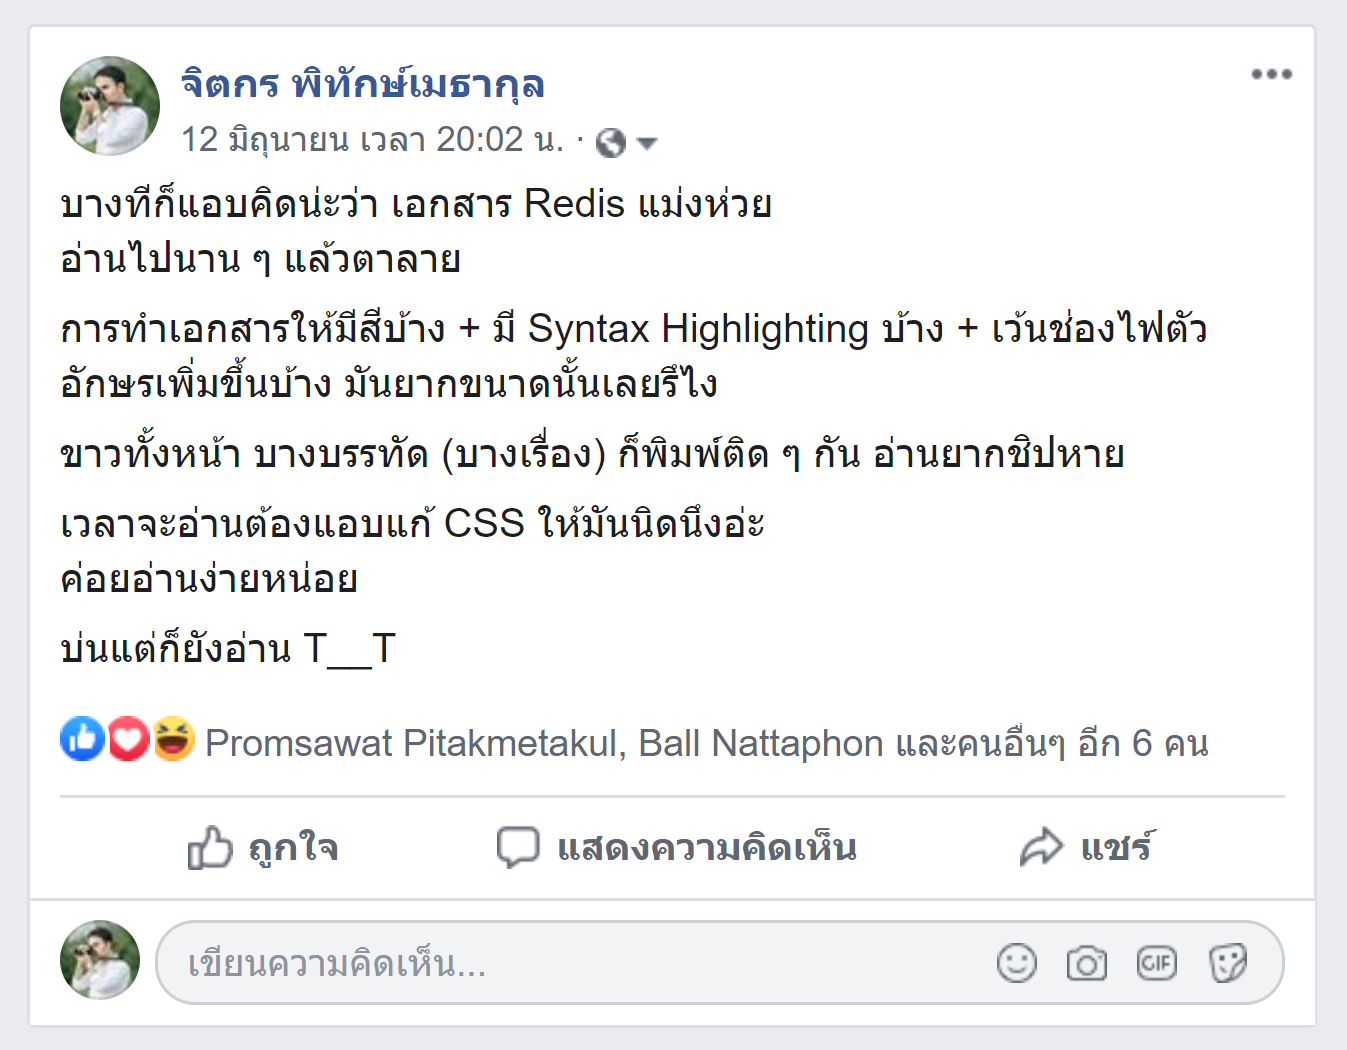 จิตกร พิทักษ์เมธากุล
12 มิถุนายน เวลา 20:02 น. ·
บางทีก็แอบคิดน่ะว่า เอกสาร Redis แม่งห่วย
อ่านไปนาน ๆ แล้วตาลาย
การทำเอกสารให้มีสีบ้าง + มี Syntax Highlighting บ้าง + เว้นช่องไฟตัว
อักษรเพิ่มขึ้นบ้าง มันยากขนาดนั้นเลยรึไง
ขาวทั้งหน้า บางบรรทัด (บางเรื่อง) ก็พิมพ์ติด ๆ กัน อ่านยากชิปหาย
เวลาจะอ่านต้องแอบแก้ CSS ให้มันนิดนึงอ่ะ
ค่อยอ่านง่ายหน่อย
บ่นแต่ก็ยังอ่าน T__T
Promsawat Pitakmetakul, Ball Nattaphon และคนอื่นๆ อีก 6 คน
ถูกใจ แสดงความคิดเห็น แชร์
เขียนความคิดเห็น... GIF